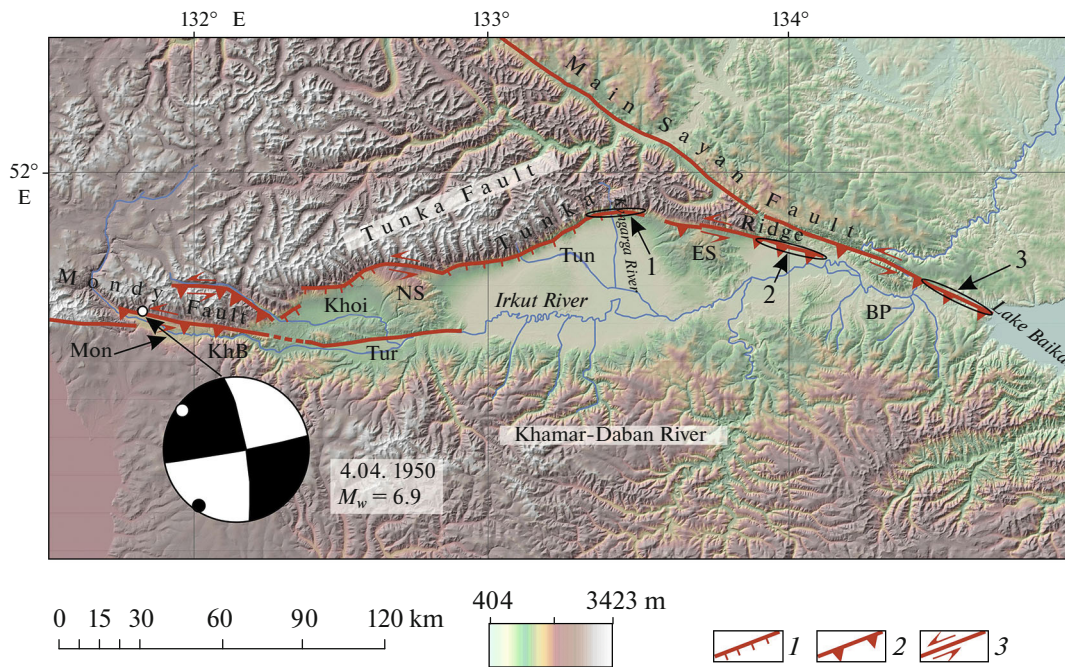 132° E
133°
134°
52°
E
Main Sayan Fault
Tunka Fault
Tunka Ridge
Kyngarga River
1
Tun
ES
2
3
Mondy Fault
Khoi
NS
Irkut River
BP
Lake Baika
Mon
KhB
Tur
Khamar-Daban River
4.04. 1950
Mw = 6.9
0 15 30 60 90 120 km
404 3423 m
1 2 3